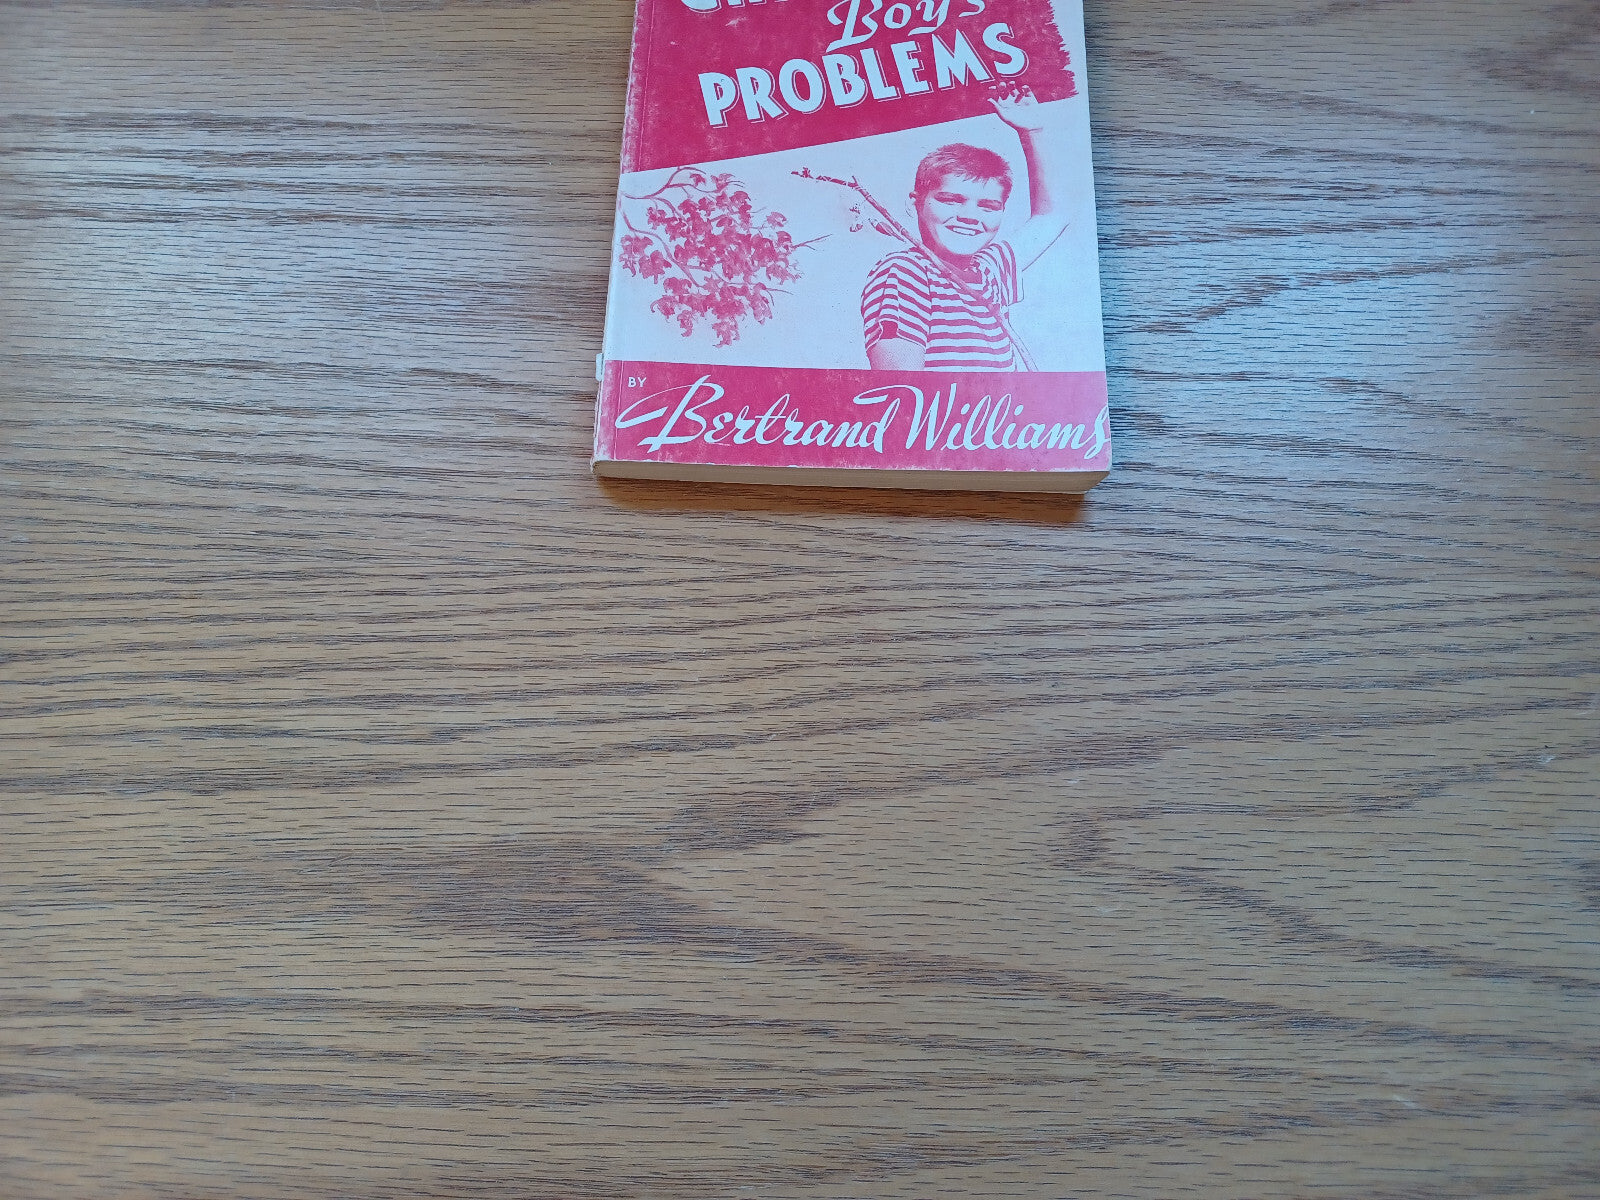 Boy's
PROBLEMS
BY Bertrand Williams